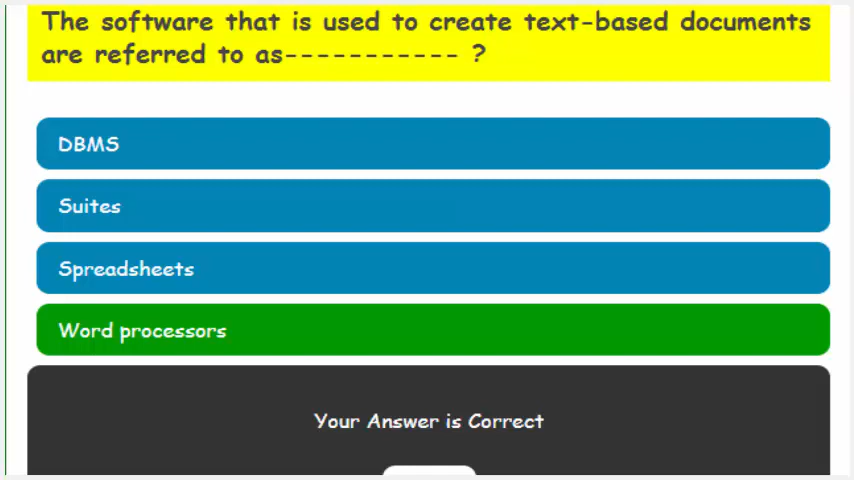 The software that is used to create text-based documents
are referred to as----------- ?
DBMS
Suites
Spreadsheets
Word processors
Your Answer is Correct